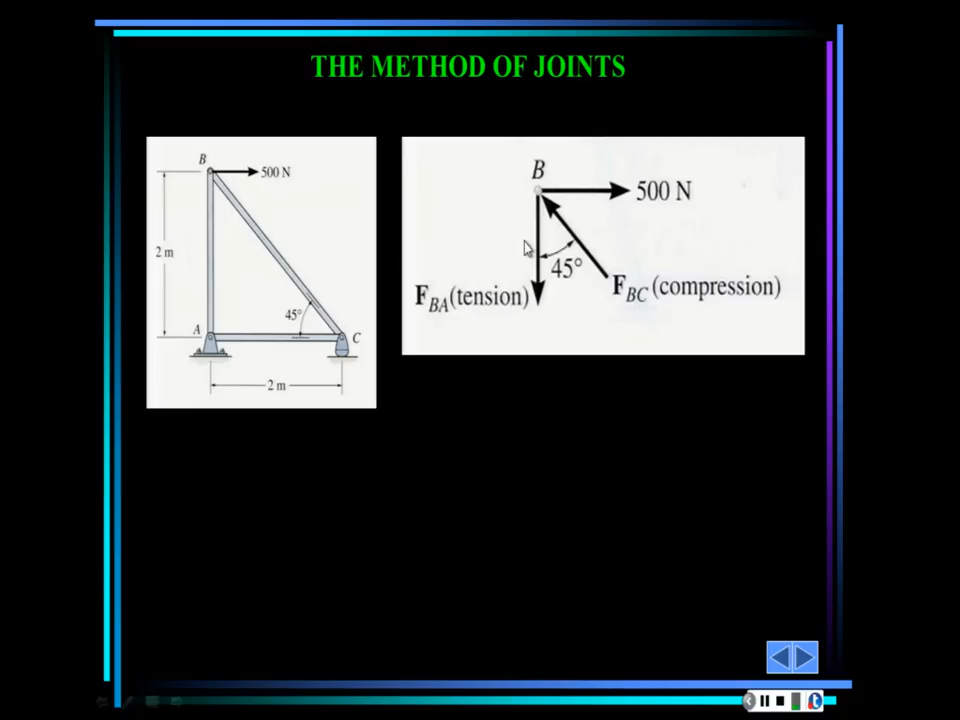 THE METHOD OF JOINTS
B
500 N
2 m
45°
A
C
2 m
B
500 N
45°
F_BA (tension)
F_BC (compression)